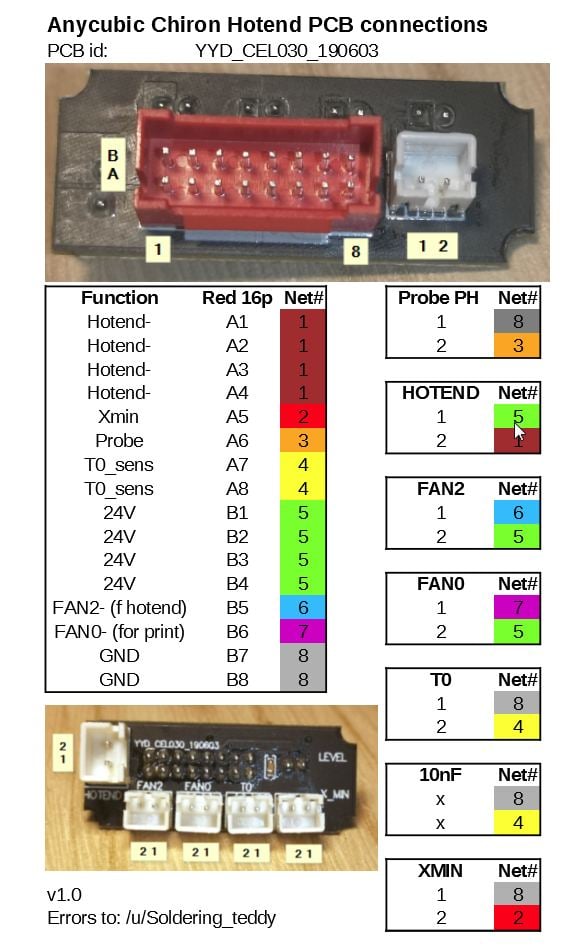 Anycubic Chiron Hotend PCB connections
PCB id: YYD_CEL030_190603
B
A
1
8
1 2
Function Red 16p Net#
Hotend- A1 1
Hotend- A2 1
Hotend- A3 1
Hotend- A4 1
Xmin A5 2
Probe A6 3
T0_sens A7 4
T0_sens A8 4
24V B1 5
24V B2 5
24V B3 5
24V B4 5
FAN2- (f hotend) B5 6
FAN0- (for print) B6 7
GND B7 8
GND B8 8
Probe PH Net#
1 8
2 3
HOTEND Net#
1 5
2 1
FAN2 Net#
1 6
2 5
FAN0 Net#
1 7
2 5
T0 Net#
1 8
2 4
10nF Net#
x 8
x 4
XMIN Net#
1 8
2 2
2
1
YYD_CEL030_190603
LEVEL
HOTEND
FAN2
FAN0
T0
X_MIN
2 1
2 1
2 1
2 1
v1.0
Errors to: /u/Soldering_teddy